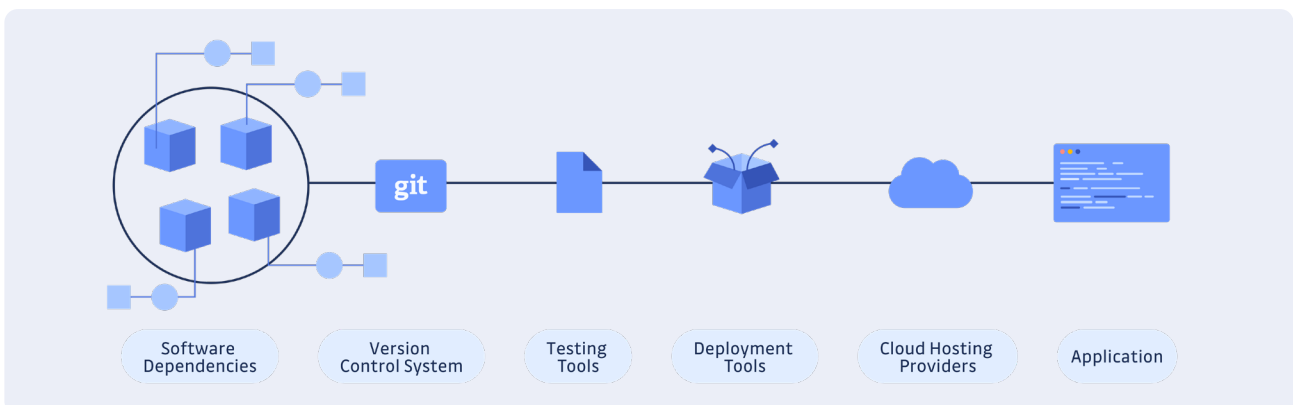 git
Software
Dependencies
Version
Control System
Testing
Tools
Deployment
Tools
Cloud Hosting
Providers
Application